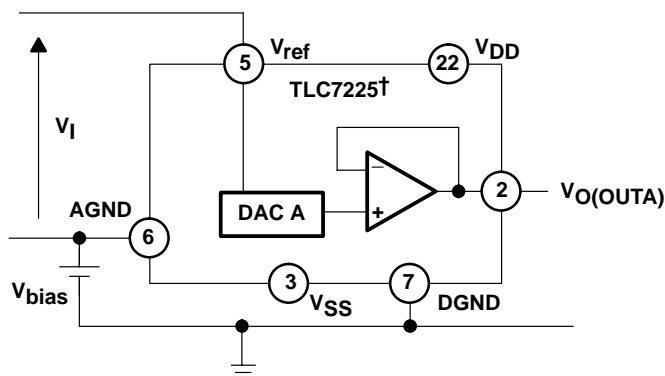 Vref
VDD
5
22
TLC7225†
VI
−
2
VO(OUTA)
AGND
DAC A
+
6
3
7
Vbias
VSS
DGND